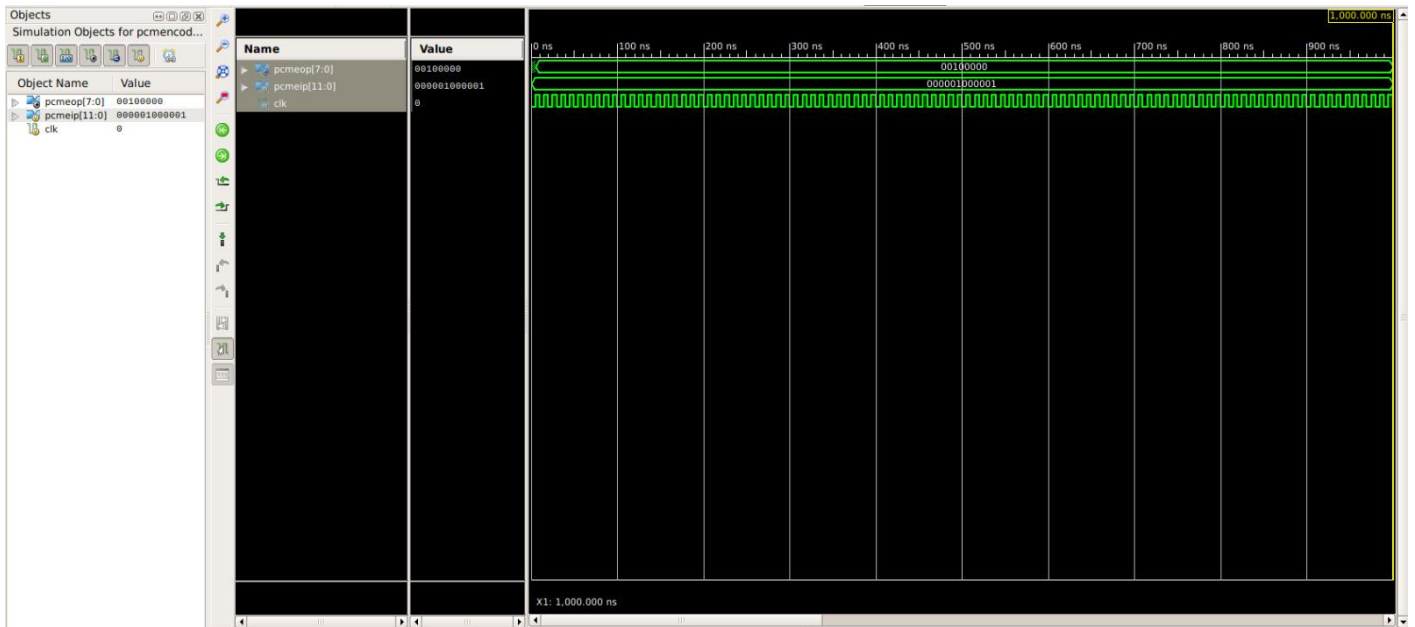 Objects
Simulation Objects for pcmencod...
Object Name Value
pcmeop[7:0] 00100000
pcmeip[11:0] 000001000001
clk 0
Name Value
pcmeop[7:0] 00100000
pcmeip[11:0] 000001000001
clk 0
1,000.000 ns
0 ns 100 ns 200 ns 300 ns 400 ns 500 ns 600 ns 700 ns 800 ns 900 ns
00100000
000001000001
X1: 1,000.000 ns